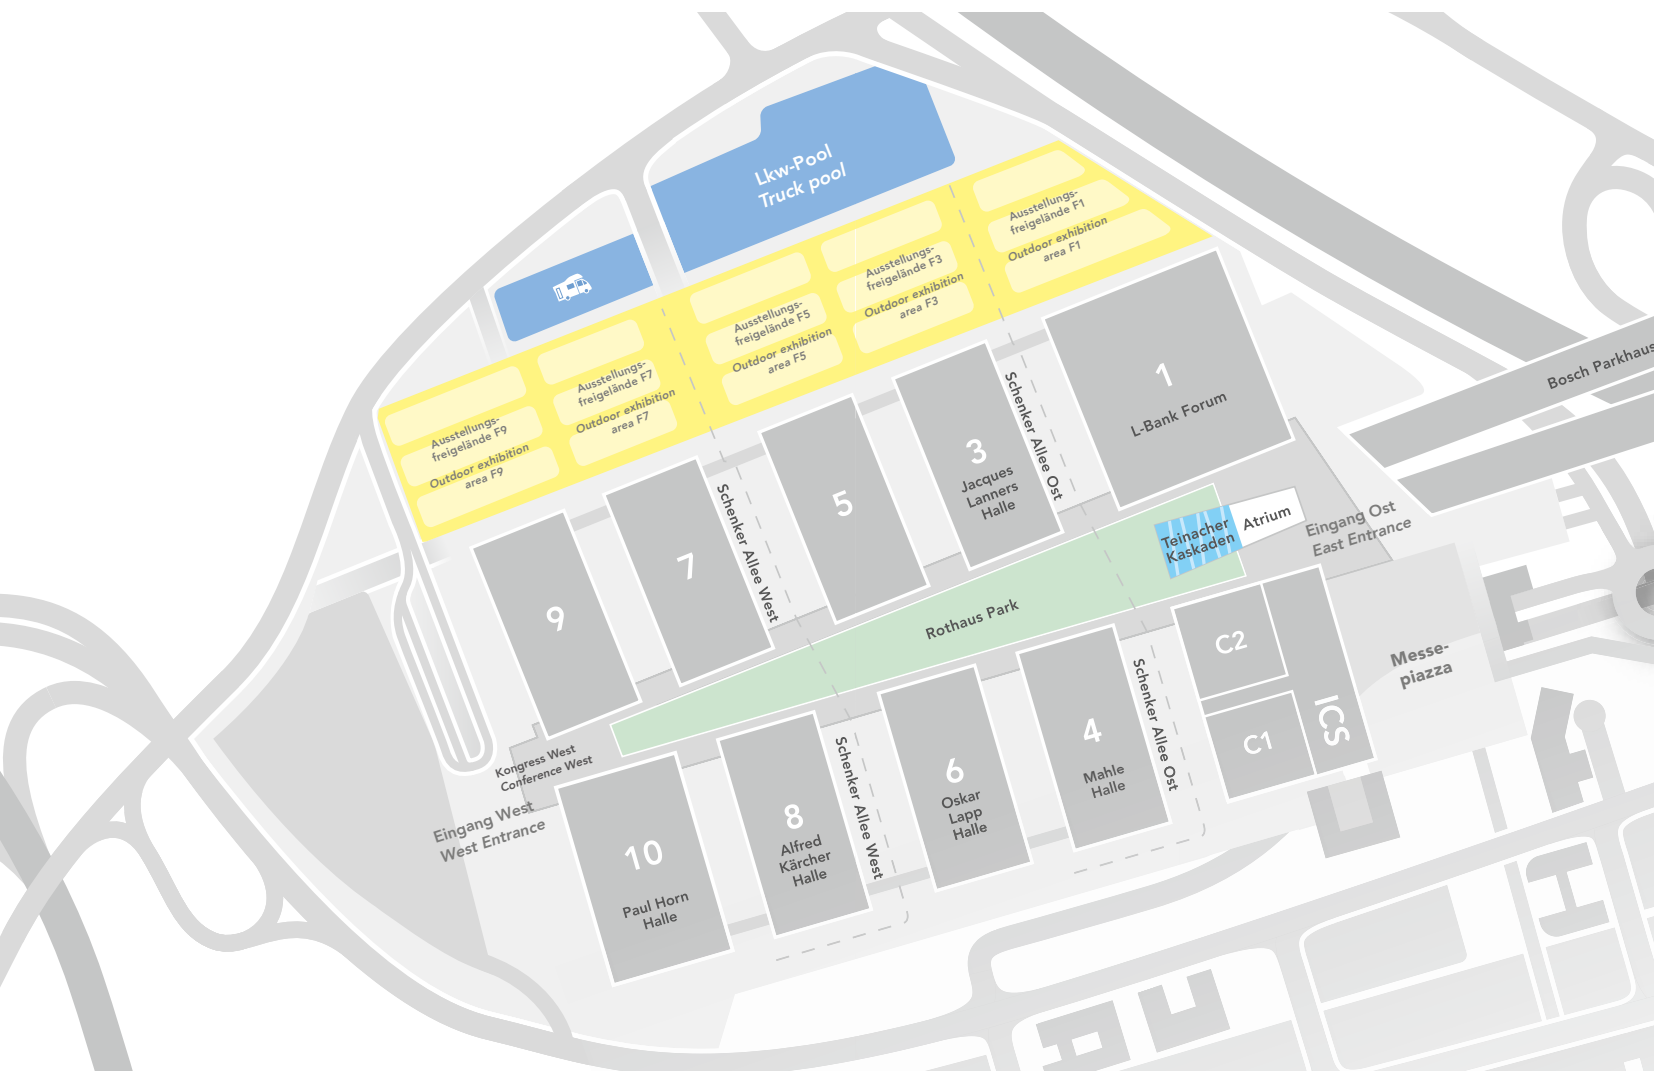 Lkw-Pool
Truck pool
Ausstellungs-
freigelände F1
Outdoor exhibition
area F1
Ausstellungs-
freigelände F3
Outdoor exhibition
area F3
Ausstellungs-
freigelände F5
Outdoor exhibition
area F5
Ausstellungs-
freigelände F7
Outdoor exhibition
area F7
Ausstellungs-
freigelände F9
Outdoor exhibition
area F9
1
L-Bank Forum
Bosch Parkhaus
3
Jacques
Lanners
Halle
Schenker Allee Ost
5
7
Schenker Allee West
9
Teinacher
Kaskaden
Atrium
Eingang Ost
East Entrance
Rothaus Park
C2
C1
ICS
Messe-
piazza
Schenker Allee Ost
4
Mahle
Halle
6
Oskar
Lapp
Halle
Schenker Allee West
8
Alfred
Kärcher
Halle
10
Paul Horn
Halle
Kongress West
Conference West
Eingang West
West Entrance